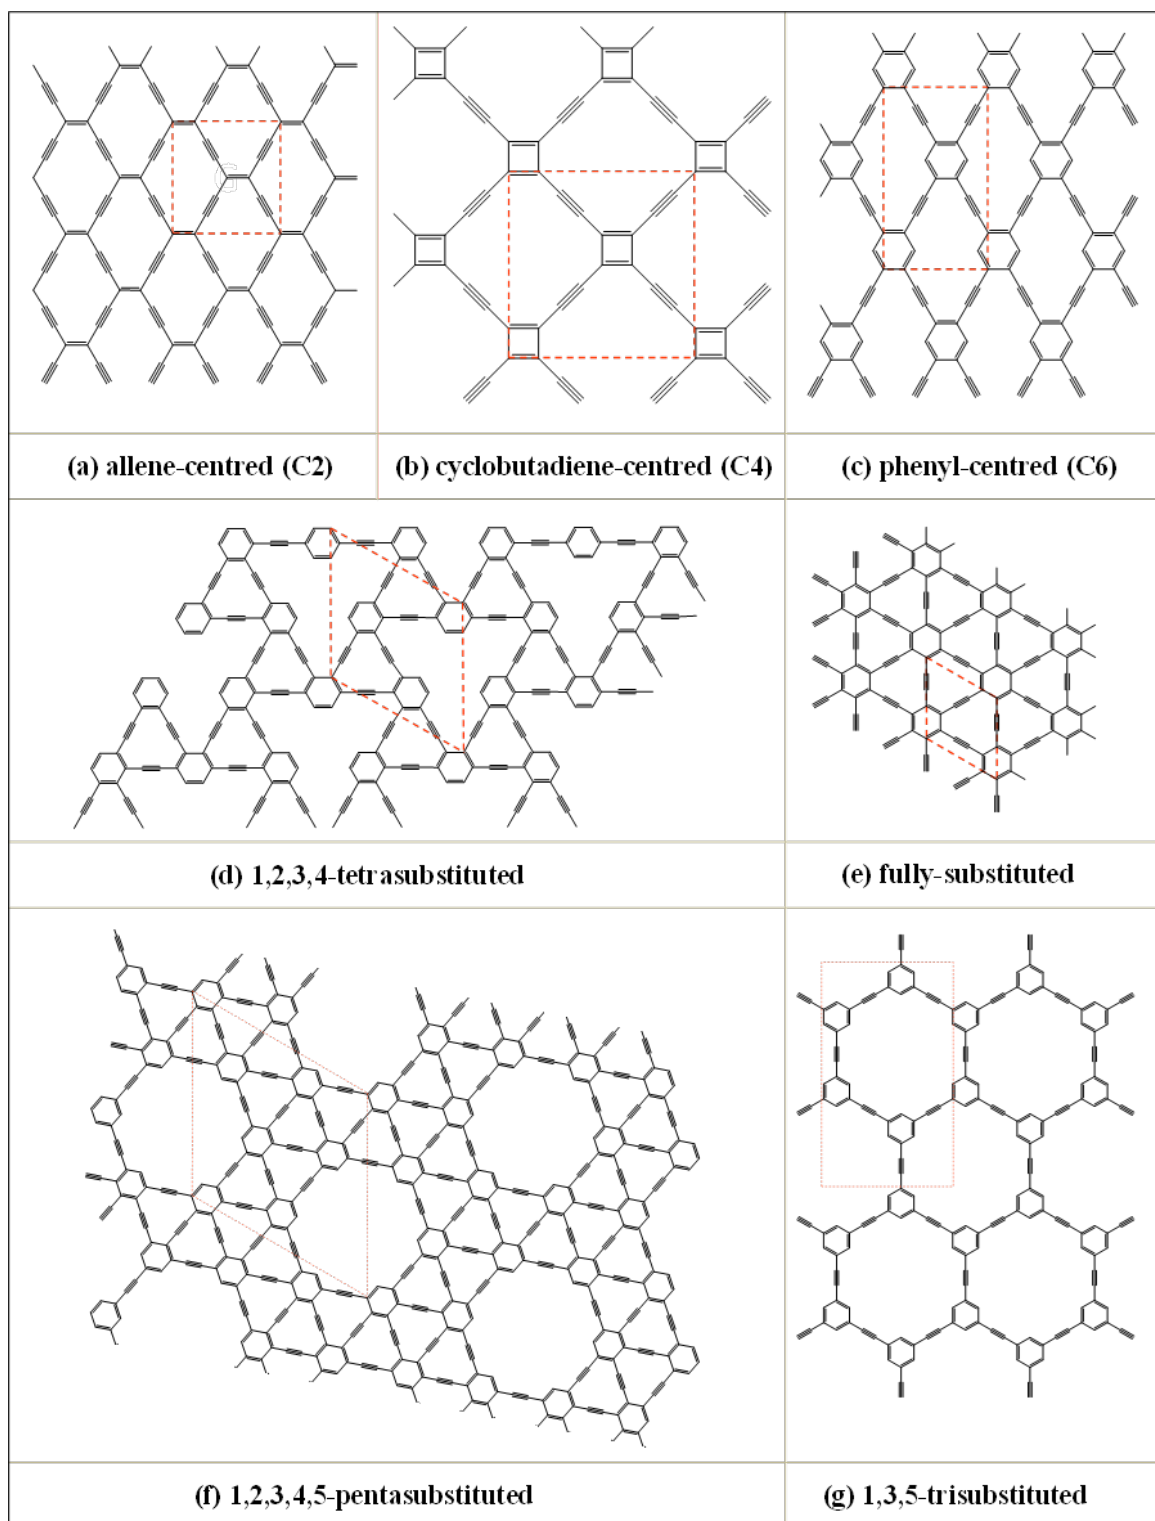 G
(a) allene-centred (C2)
(b) cyclobutadiene-centred (C4)
(c) phenyl-centred (C6)
(d) 1,2,3,4-tetrasubstituted
(e) fully-substituted
(f) 1,2,3,4,5-pentasubstituted
(g) 1,3,5-trisubstituted